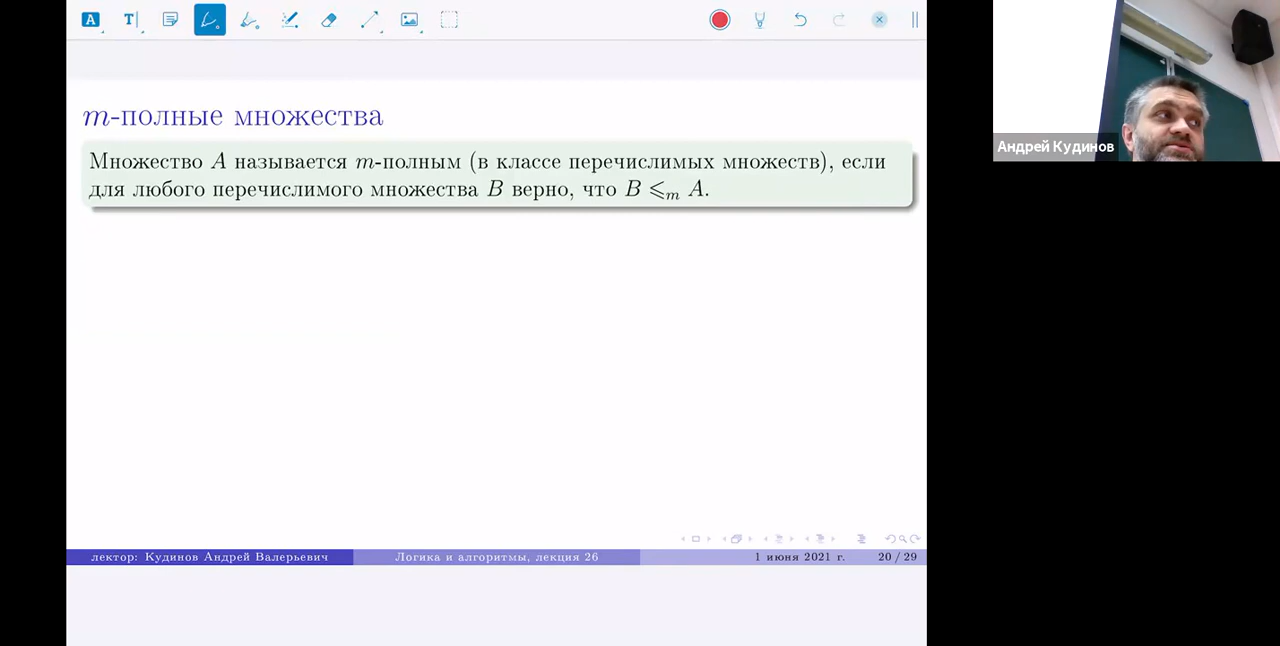 A T
m-полные множества
Множество A называется m-полным (в классе перечислимых множеств), если
для любого перечислимого множества B верно, что B ⩽m A.
Андрей Кудинов
лектор: Кудинов Андрей Валерьевич Логика и алгоритмы, лекция 26 1 июня 2021 г. 20 / 29